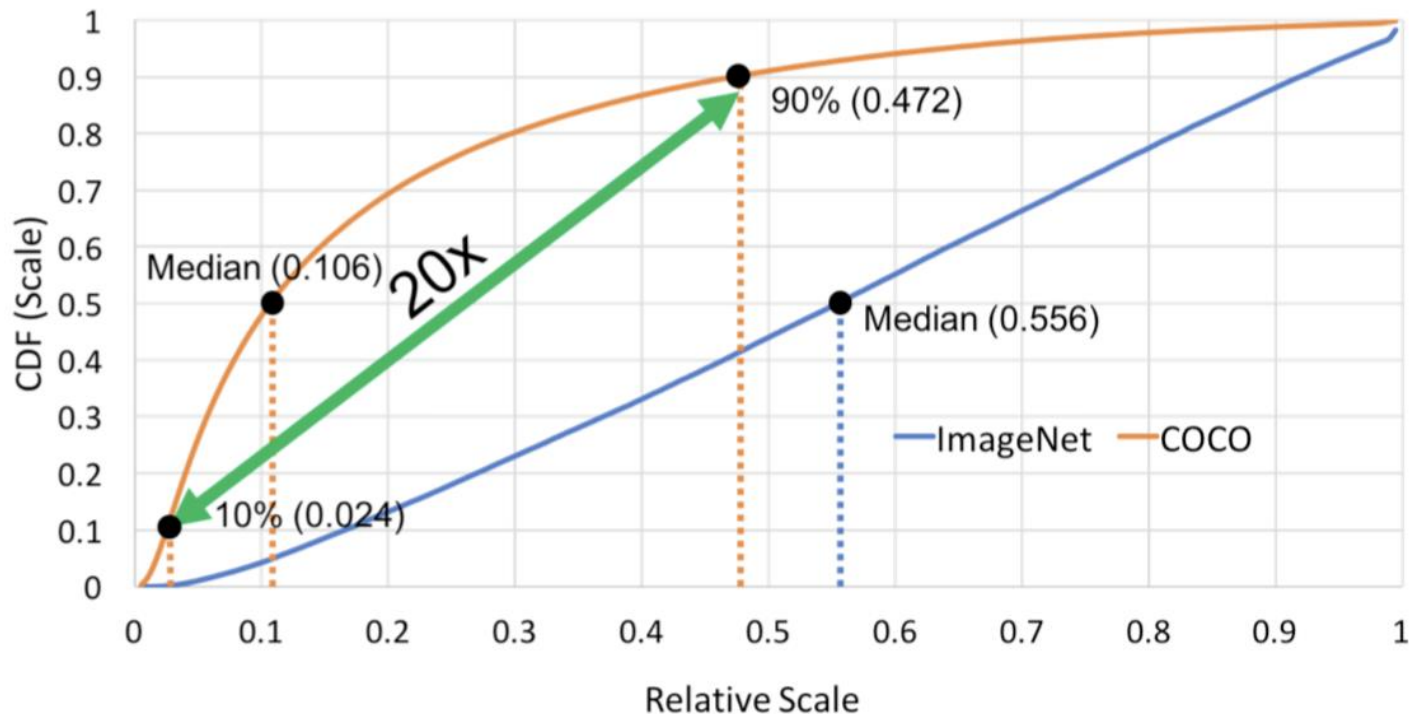 1
0.9
0.8
0.7
0.6
0.5
0.4
0.3
0.2
0.1
0
CDF (Scale)
90% (0.472)
Median (0.106)
20x
Median (0.556)
ImageNet COCO
10% (0.024)
0 0.1 0.2 0.3 0.4 0.5 0.6 0.7 0.8 0.9 1
Relative Scale